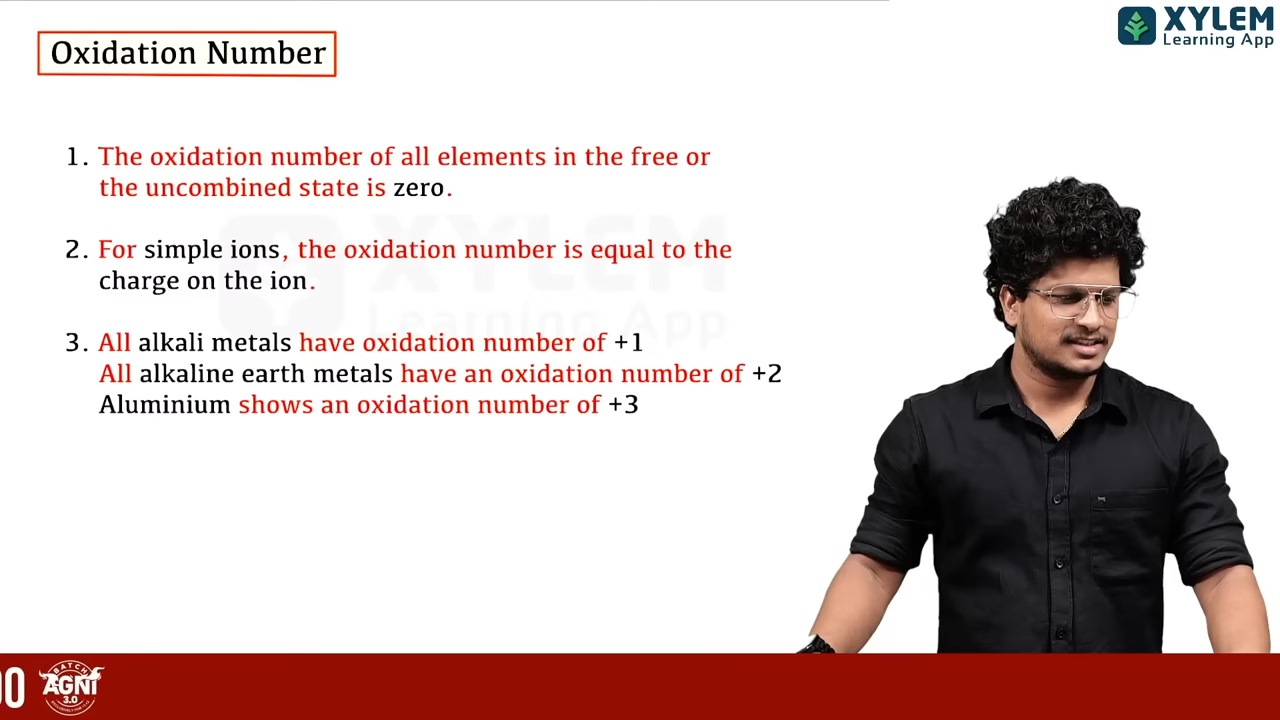 XYLEM
Learning App
Oxidation Number
1. The oxidation number of all elements in the free or
the uncombined state is zero.
2. For simple ions, the oxidation number is equal to the
charge on the ion.
3. All alkali metals have oxidation number of +1
All alkaline earth metals have an oxidation number of +2
Aluminium shows an oxidation number of +3
XYLEM
Learning App
BATCH
AGNI
3.0